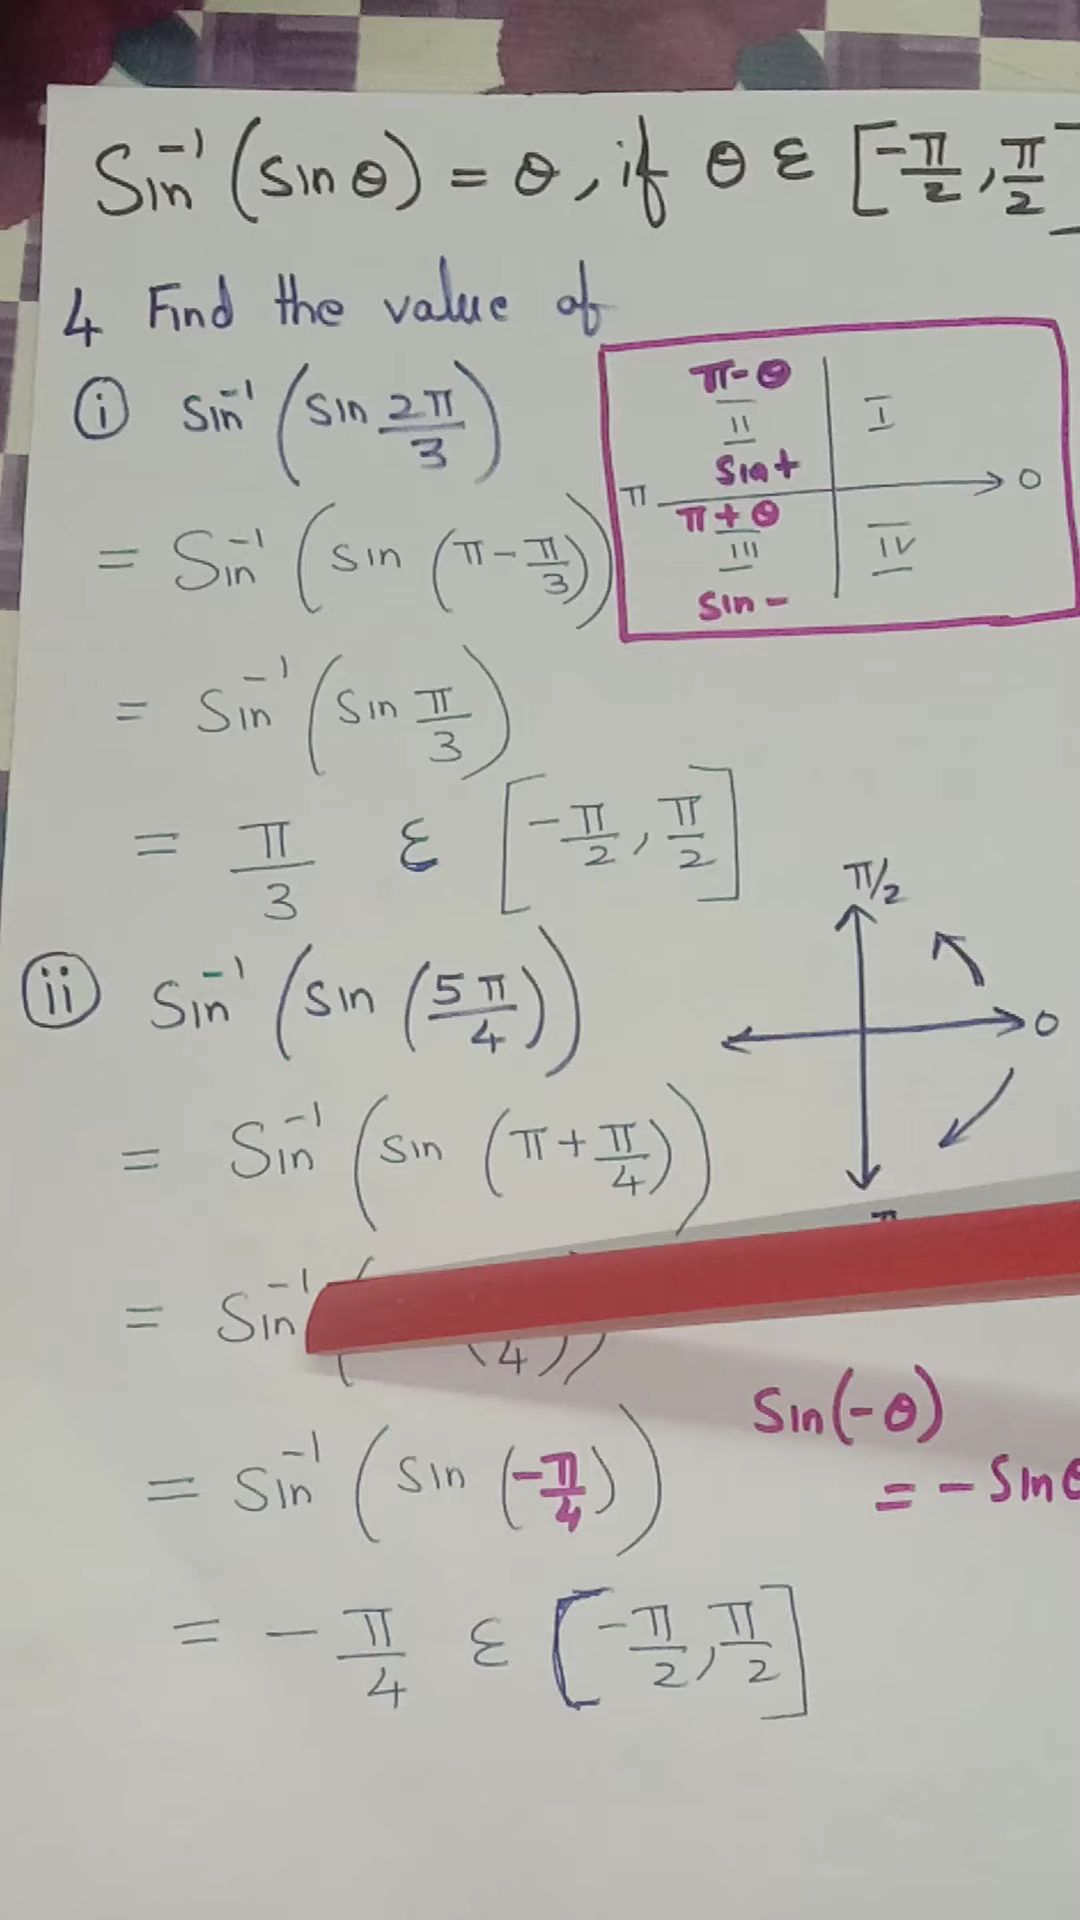 Sin⁻¹(sin θ) = θ, if θ ε [-π/2, π/2]
4 Find the value of
(i) sin⁻¹(sin 2π/3)
= Sin⁻¹(sin (π - π/3))
= Sin⁻¹(sin π/3)
= π/3 ε [-π/2, π/2]
π-θ
II
sin+
I
π
0
π+θ
III
sin-
IV
(ii) Sin⁻¹(sin (5π/4))
= Sin⁻¹(sin (π + π/4))
= Sin⁻¹
4))
= Sin⁻¹(sin (-π/4))
= -π/4 ε [-π/2, π/2]
π/2
0
Sin(-θ)
= - Sinθ